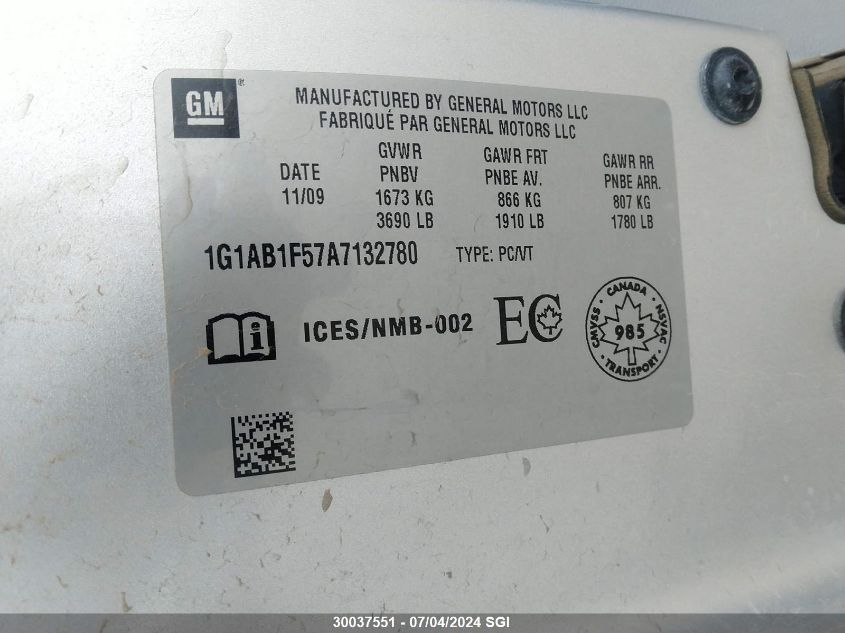 GM ®
MANUFACTURED BY GENERAL MOTORS LLC
FABRIQUÉ PAR GENERAL MOTORS LLC
DATE
11/09
GVWR
PNBV
1673 KG
3690 LB
GAWR FRT
PNBE AV.
866 KG
1910 LB
GAWR RR
PNBE ARR.
807 KG
1780 LB
1G1AB1F57A7132780 TYPE: PC/VT
i ICES/NMB-002 EC
CANADA
CMVSS
985
NSVAC
TRANSPORT
30037551 - 07/04/2024 SGI